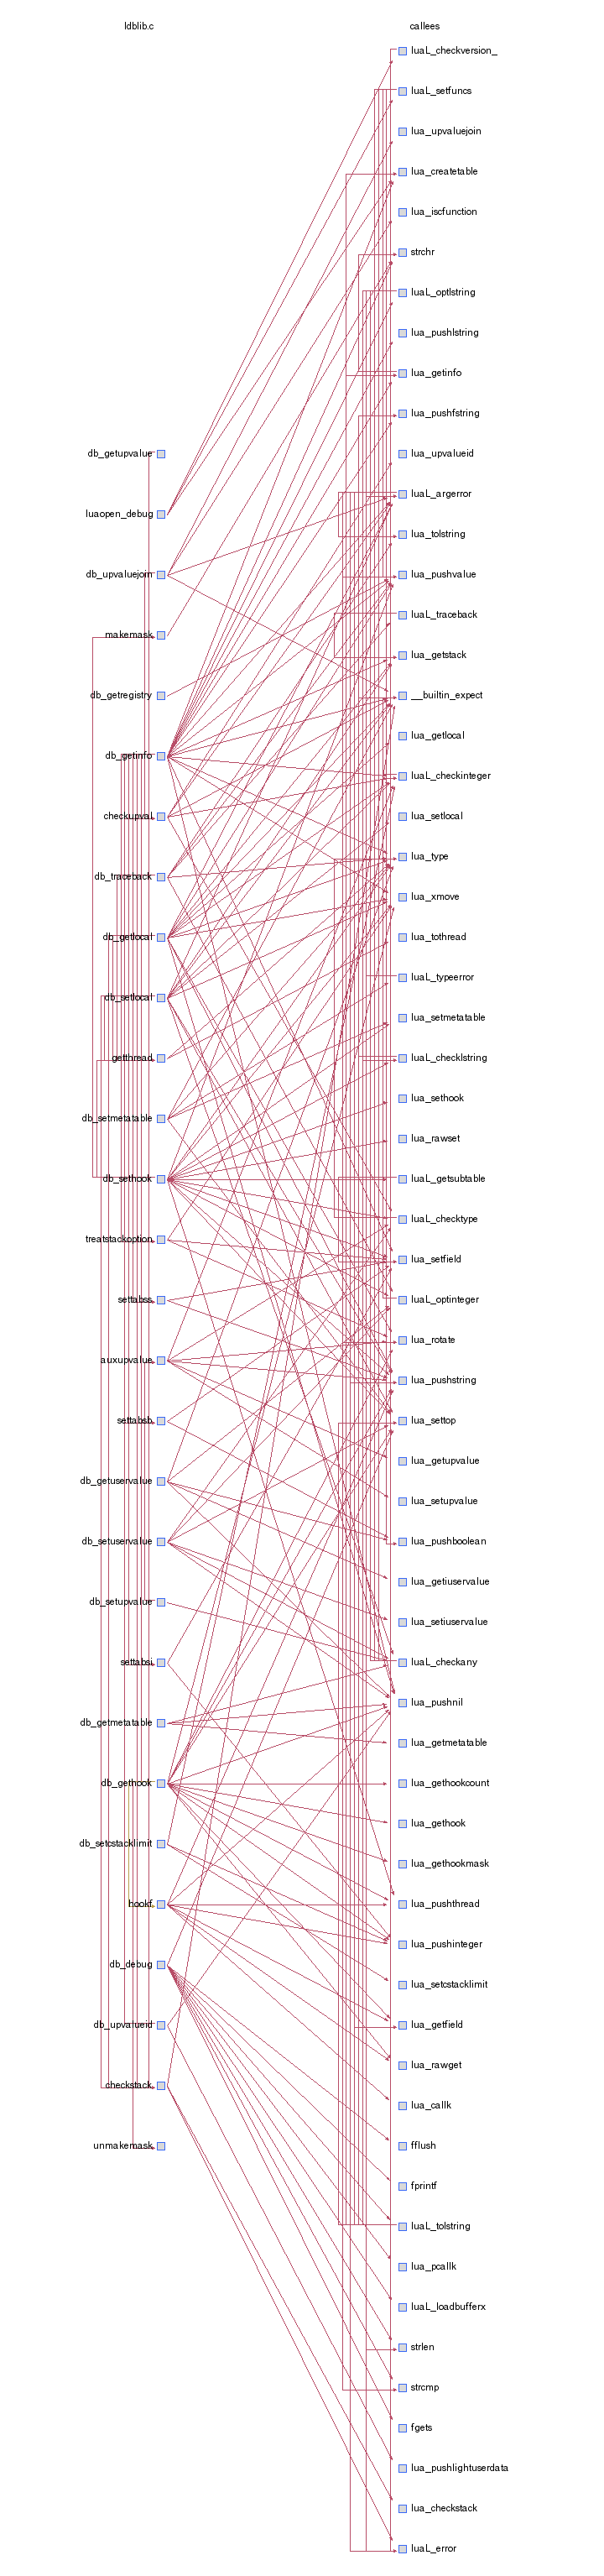 ldblib.c
callees
luaL_checkversion_
luaL_setfuncs
lua_upvaluejoin
lua_createtable
lua_iscfunction
strchr
luaL_optlstring
lua_pushlstring
lua_getinfo
lua_pushfstring
db_getupvalue
lua_upvalueid
luaL_argerror
luaopen_debug
lua_tolstring
db_upvaluejoin
lua_pushvalue
luaL_traceback
makemask
lua_getstack
db_getregistry
__builtin_expect
lua_getlocal
db_getinfo
luaL_checkinteger
checkupval
lua_setlocal
lua_type
db_traceback
lua_xmove
db_getlocal
lua_tothread
luaL_typeerror
db_setlocal
lua_setmetatable
getthread
luaL_checklstring
lua_sethook
db_setmetatable
lua_rawset
db_sethook
luaL_getsubtable
luaL_checktype
treatstackoption
lua_setfield
settabss
luaL_optinteger
lua_rotate
auxupvalue
lua_pushstring
settabsb
lua_settop
lua_getupvalue
db_getuservalue
lua_setupvalue
db_setuservalue
lua_pushboolean
lua_getiuservalue
db_setupvalue
lua_setiuservalue
settabsi
luaL_checkany
lua_pushnil
db_getmetatable
lua_getmetatable
db_gethook
lua_gethookcount
lua_gethook
db_setcstacklimit
lua_gethookmask
hookf
lua_pushthread
lua_pushinteger
db_debug
lua_setcstacklimit
db_upvalueid
lua_getfield
lua_rawget
checkstack
lua_callk
unmakemask
fflush
fprintf
luaL_tolstring
lua_pcallk
luaL_loadbufferx
strlen
strcmp
fgets
lua_pushlightuserdata
lua_checkstack
luaL_error